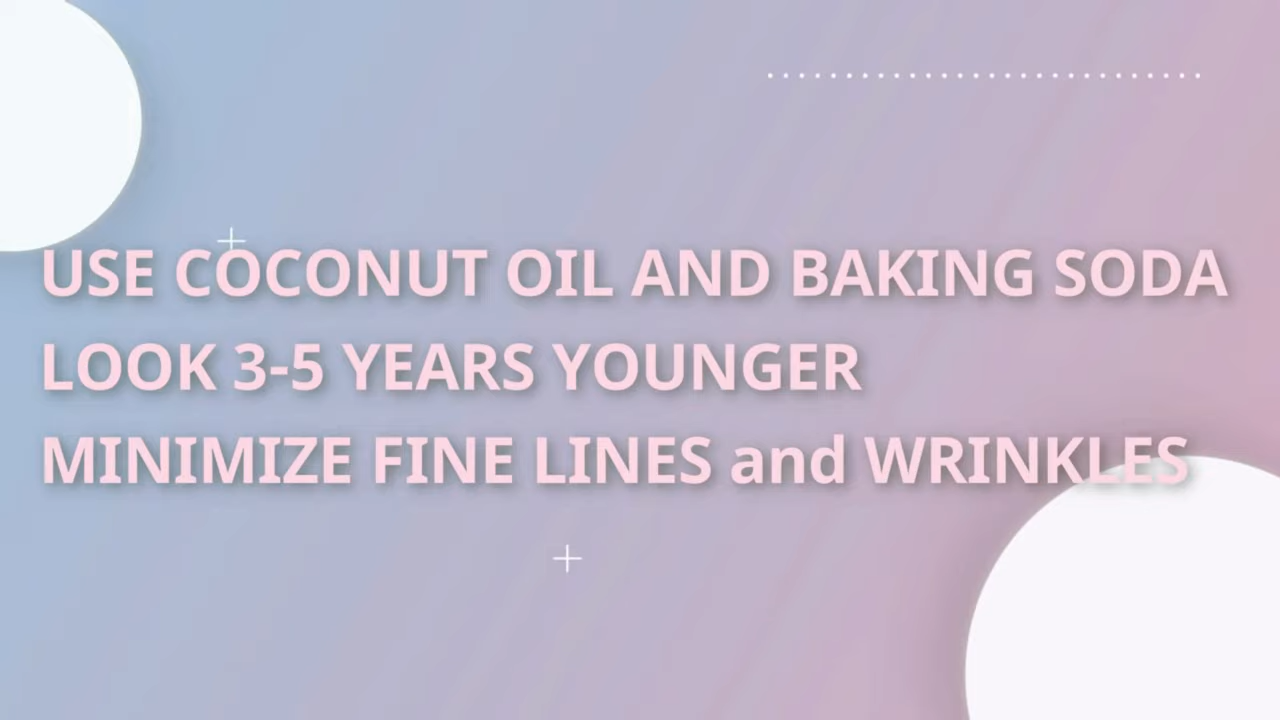 USE COCONUT OIL AND BAKING SODA
LOOK 3-5 YEARS YOUNGER
MINIMIZE FINE LINES and WRINKLES